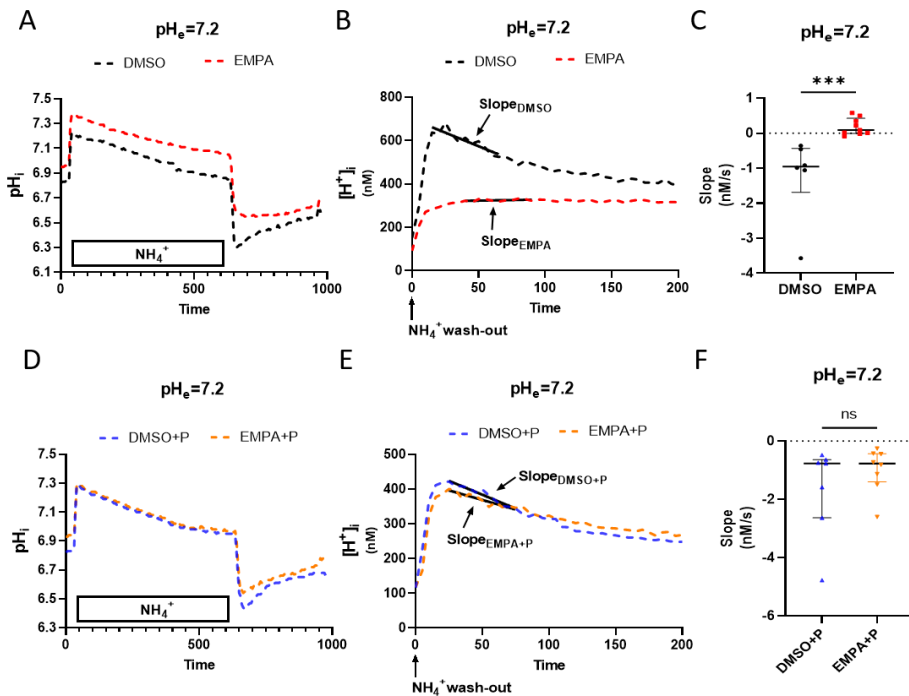 A
pHe=7.2
DMSO
EMPA
pHi
7.5
7.3
7.1
6.9
6.7
6.5
6.3
6.1
NH4+
0
500
1000
Time
B
pHe=7.2
DMSO
EMPA
[H+]i
(nM)
800
600
400
200
0
SlopeDMSO
SlopeEMPA
0
50
100
150
200
Time
NH4+ wash-out
C
pHe=7.2
***
Slope
(nM/s)
1
0
-1
-2
-3
-4
DMSO
EMPA
D
pHe=7.2
DMSO+P
EMPA+P
pHi
7.5
7.3
7.1
6.9
6.7
6.5
6.3
NH4+
0
500
1000
Time
E
pHe=7.2
DMSO+P
EMPA+P
[H+]i
(nM)
500
400
300
200
100
0
SlopeDMSO+P
SlopeEMPA+P
0
50
100
150
200
Time
NH4+ wash-out
F
pHe=7.2
ns
Slope
(nM/s)
0
-2
-4
-6
DMSO+P
EMPA+P